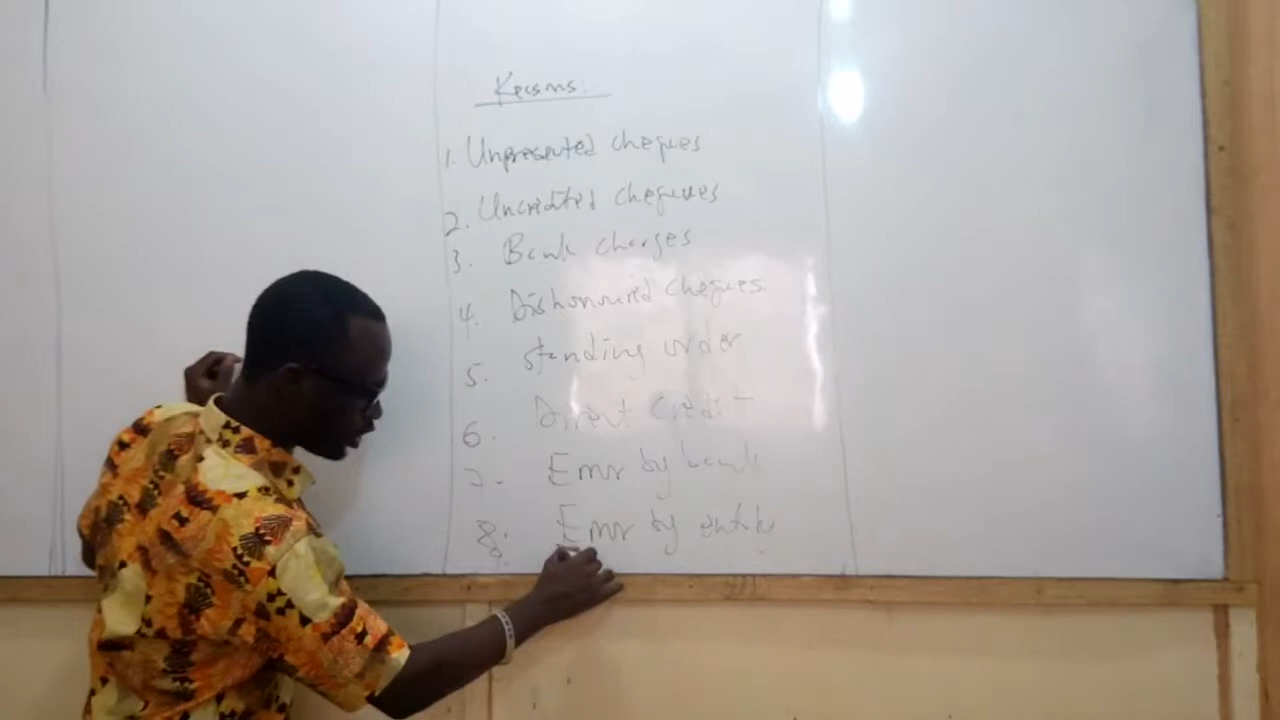 Reasons:
1. Unpresented cheques
2. Uncredited cheques
3. Bank charges
4. Dishonoured cheques
5. Standing order
6. Direct Credit
7. Error by bank
8. Error by entity